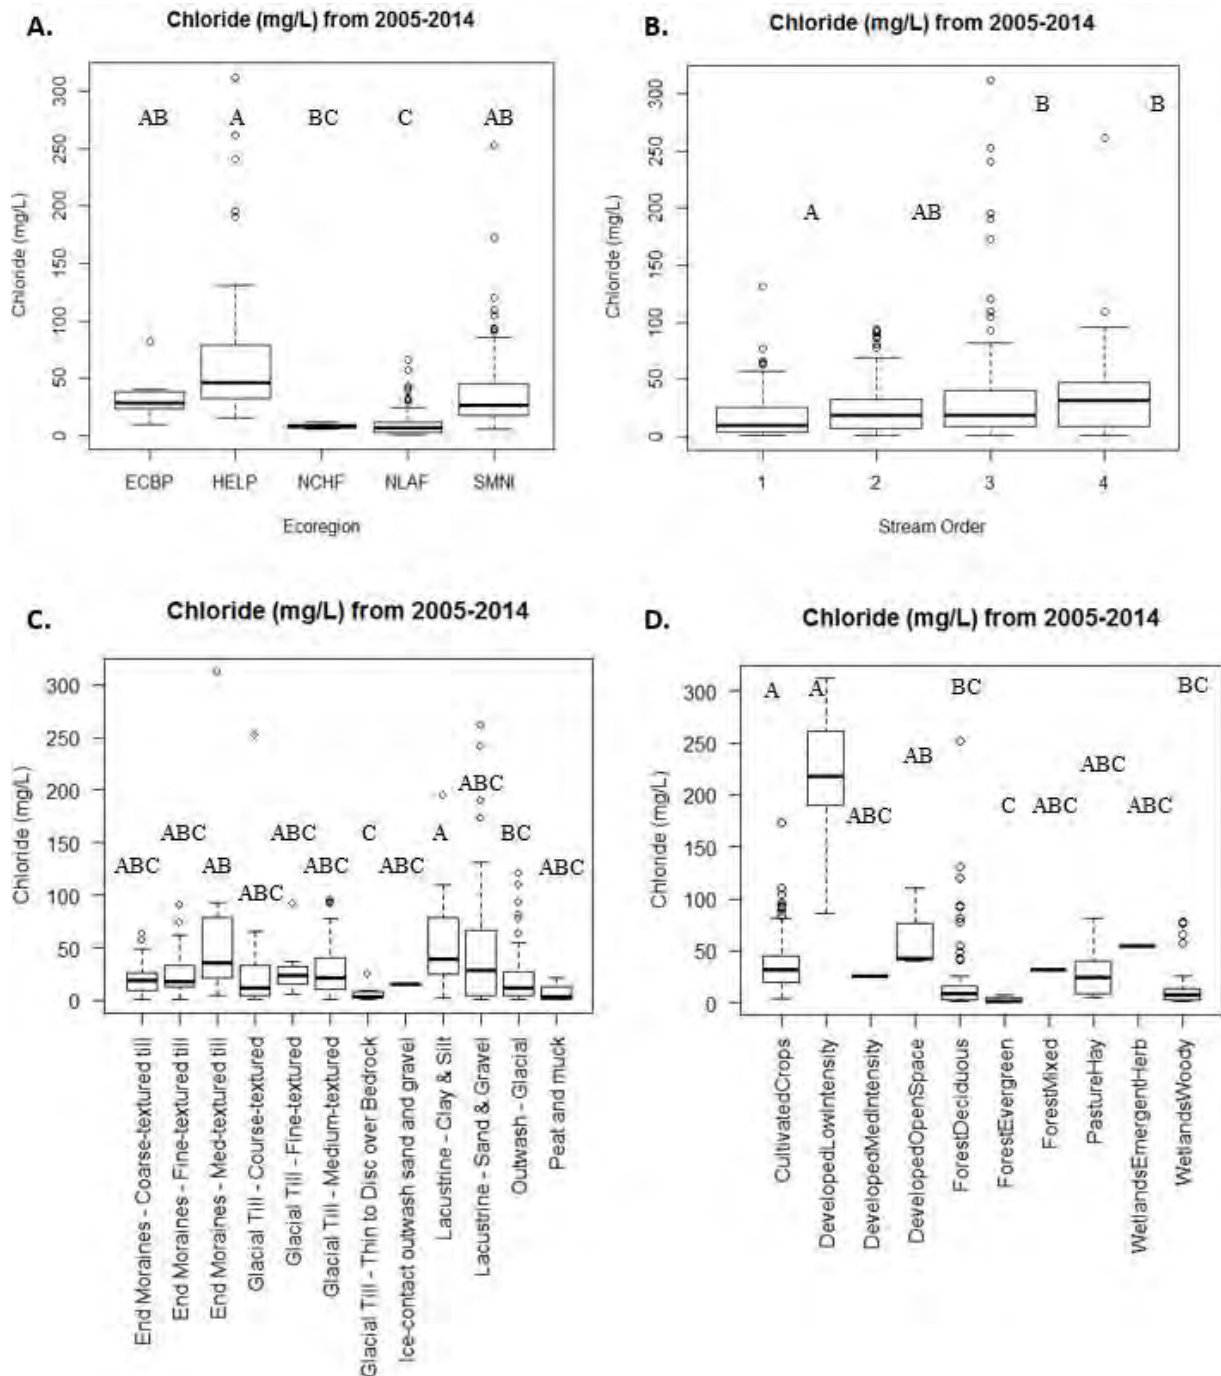 A.
Chloride (mg/L) from 2005-2014
Chloride (mg/L)
300
250
200
150
100
50
0
AB
A
BC
C
AB
ECBP
HELP
NCHF
NLAF
SMNI
Ecoregion
B.
Chloride (mg/L) from 2005-2014
Chloride (mg/L)
300
250
200
150
100
50
0
A
AB
B
B
1
2
3
4
Stream Order
C.
Chloride (mg/L) from 2005-2014
Chloride (mg/L)
300
250
200
150
100
50
0
ABC
ABC
AB
ABC
ABC
ABC
C
ABC
A
ABC
BC
ABC
End Moraines - Coarse-textured till
End Moraines - Fine-textured till
End Moraines - Med-textured till
Glacial Till - Course-textured
Glacial Till - Fine-textured
Glacial Till - Medium-textured
Glacial Till - Thin to Disc over Bedrock
Ice-contact outwash sand and gravel
Lacustrine - Clay & Silt
Lacustrine - Sand & Gravel
Outwash - Glacial
Peat and muck
D.
Chloride (mg/L) from 2005-2014
Chloride (mg/L)
300
250
200
150
100
50
0
A
A
ABC
AB
BC
C
ABC
ABC
ABC
BC
CultivatedCrops
DevelopedLowIntensity
DevelopedMedIntensity
DevelopedOpenSpace
ForestDeciduous
ForestEvergreen
ForestMixed
PastureHay
WetlandsEmergentHerb
WetlandsWoody